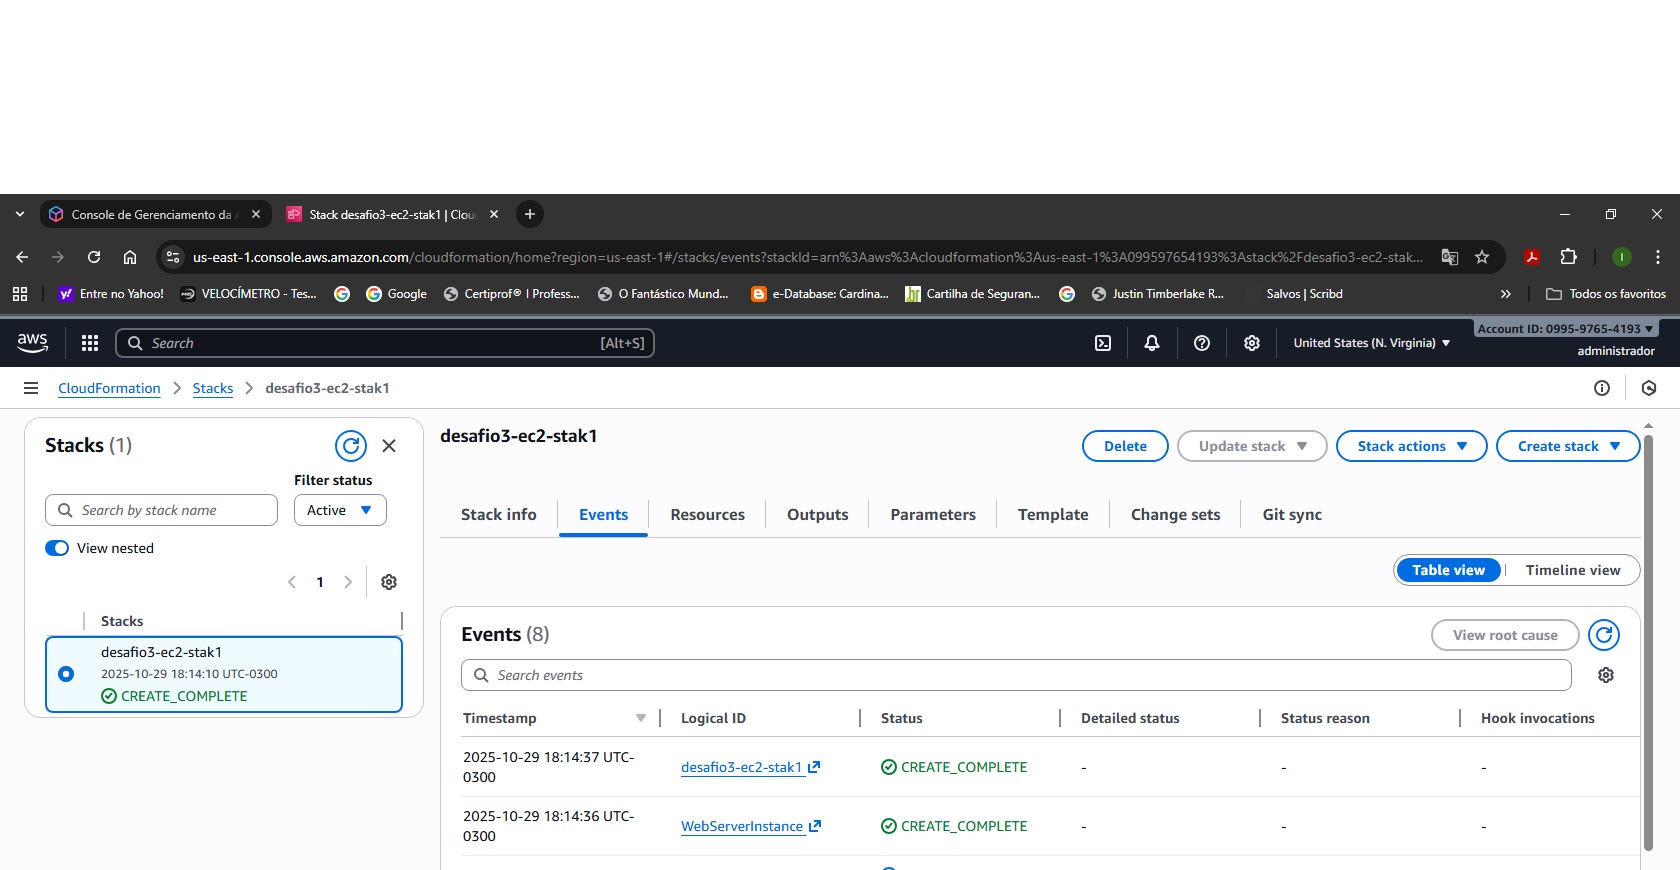 Console de Gerenciamento da
Stack desafio3-ec2-stak1 | Clou
us-east-1.console.aws.amazon.com/cloudformation/home?region=us-east-1#/stacks/events?stackId=arn%3Aaws%3Acloudformation%3Aus-east-1%3A099597654193%3Astack%2Fdesafio3-ec2-stak...
I
Entre no Yahoo!
VELOCÍMETRO - Tes...
Google
Certiprof® I Profess...
O Fantástico Mund...
e-Database: Cardina...
Cartilha de Seguran...
Justin Timberlake R...
Salvos | Scribd
Todos os favoritos
aws
Search
[Alt+S]
United States (N. Virginia)
Account ID: 0995-9765-4193
administrador
CloudFormation
Stacks
desafio3-ec2-stak1
Stacks (1)
Filter status
Search by stack name
Active
View nested
1
Stacks
desafio3-ec2-stak1
2025-10-29 18:14:10 UTC-0300
CREATE_COMPLETE
desafio3-ec2-stak1
Delete
Update stack
Stack actions
Create stack
Stack info
Events
Resources
Outputs
Parameters
Template
Change sets
Git sync
Table view
Timeline view
Events (8)
View root cause
Search events
Timestamp
Logical ID
Status
Detailed status
Status reason
Hook invocations
2025-10-29 18:14:37 UTC-
0300
desafio3-ec2-stak1
CREATE_COMPLETE
-
-
-
2025-10-29 18:14:36 UTC-
0300
WebServerInstance
CREATE_COMPLETE
-
-
-